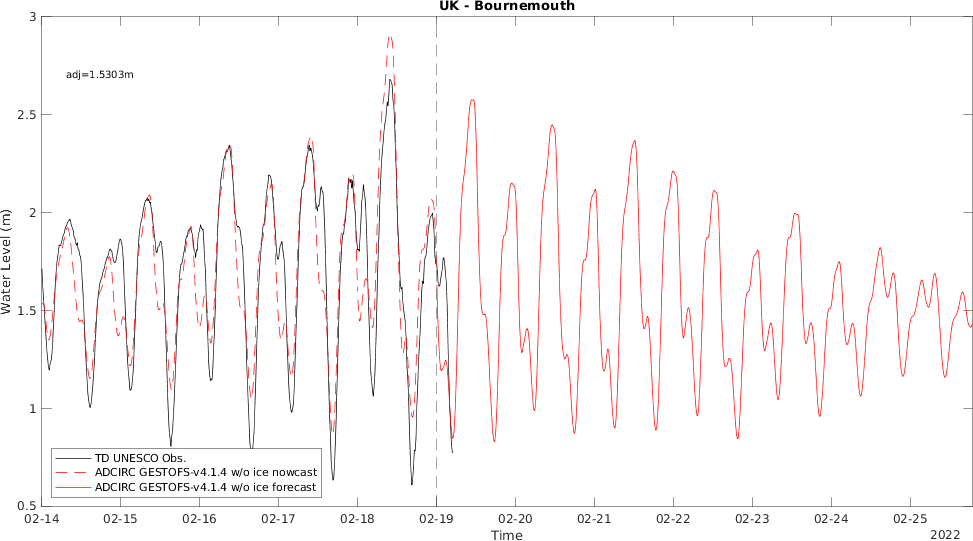 UK - Bournemouth
3
2.5
2
1.5
1
0.5
Water Level (m)
adj=1.5303m
TD UNESCO Obs.
ADCIRC GESTOFS-v4.1.4 w/o ice nowcast
ADCIRC GESTOFS-v4.1.4 w/o ice forecast
02-14 02-15 02-16 02-17 02-18 02-19 02-20 02-21 02-22 02-23 02-24 02-25
Time
2022